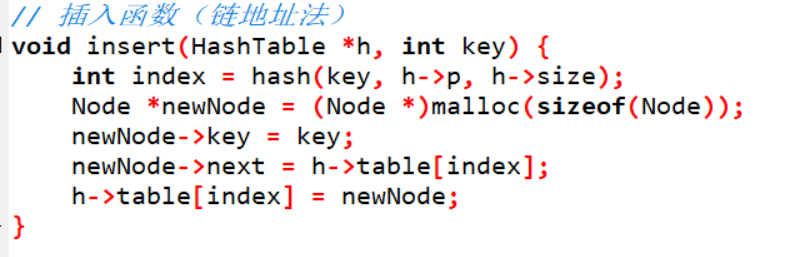 // 插入函数（链地址法）
void insert(HashTable *h, int key) {
    int index = hash(key, h->p, h->size);
    Node *newNode = (Node *)malloc(sizeof(Node));
    newNode->key = key;
    newNode->next = h->table[index];
    h->table[index] = newNode;
}